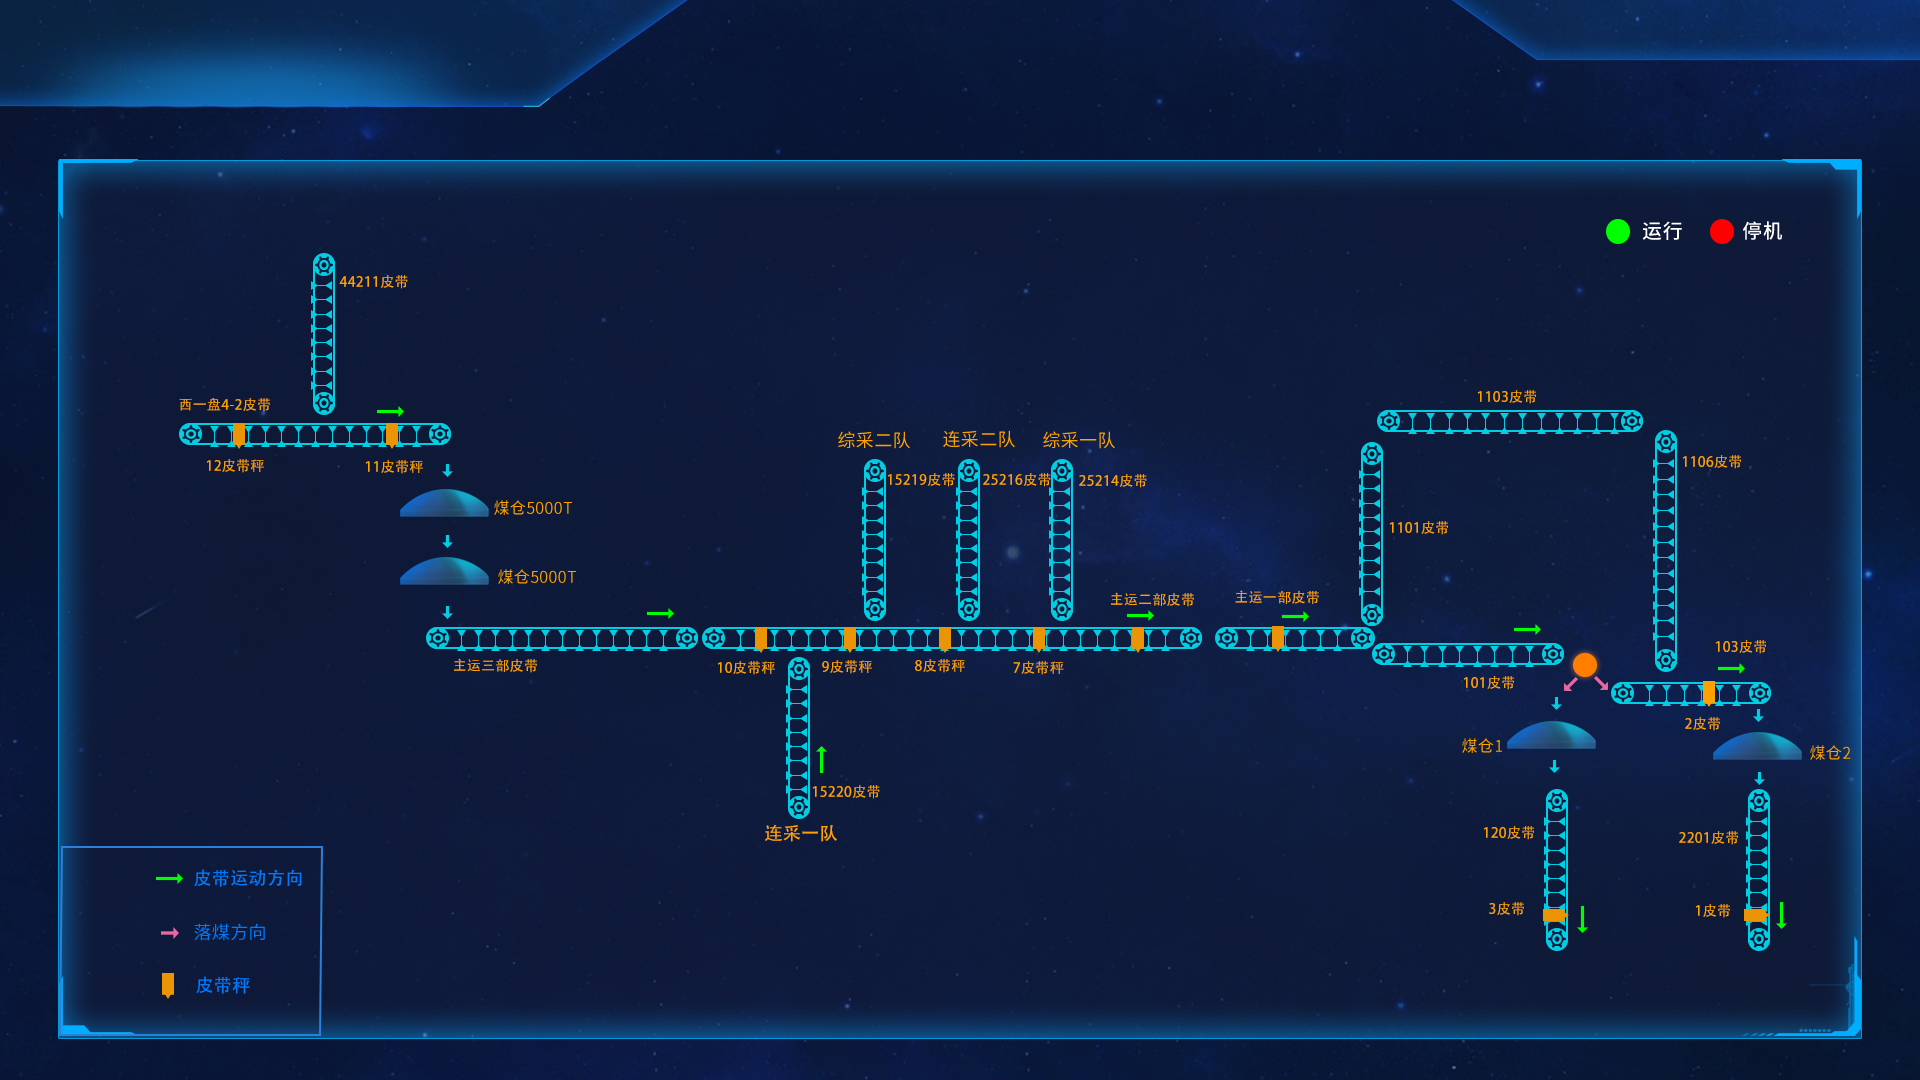 运行
停机
44211皮带
西一盘4-2皮带
12皮带秤
11皮带秤
煤仓5000T
煤仓5000T
主运三部皮带
综采二队
连采二队
综采一队
15219皮带
25216皮带
25214皮带
主运二部皮带
主运一部皮带
10皮带秤
9皮带秤
8皮带秤
7皮带秤
15220皮带
连采一队
1103皮带
1106皮带
1101皮带
101皮带
103皮带
2皮带
煤仓1
煤仓2
120皮带
2201皮带
3皮带
1皮带
皮带运动方向
落煤方向
皮带秤